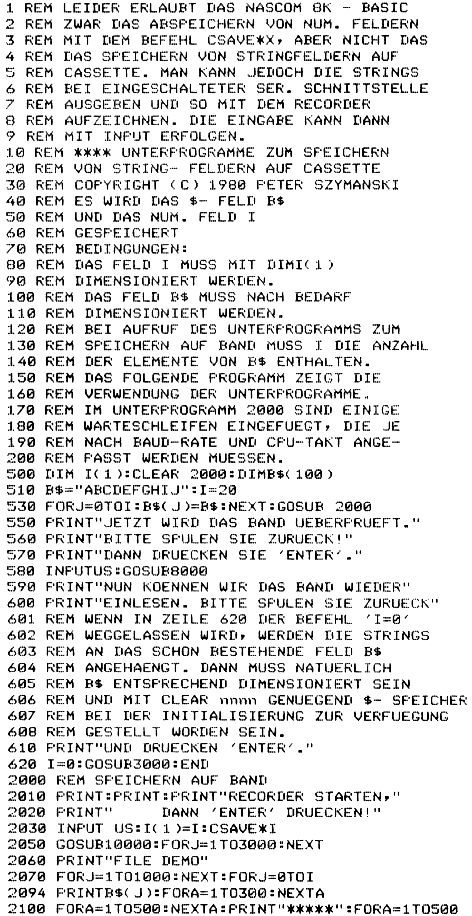 1 REM LEIDER ERLAUBT DAS NASCOM 8K - BASIC
2 REM ZWAR DAS ABSPEICHERN VON NUM. FELDERN
3 REM MIT DEM BEFEHL CSAVE*X, ABER NICHT DAS
4 REM DAS SPEICHERN VON STRINGFELDERN AUF
5 REM CASSETTE. MAN KANN JEDOCH DIE STRINGS
6 REM BEI EINGESCHALTETER SER. SCHNITTSTELLE
7 REM AUSGEBEN UND SO MIT DEM RECORDER
8 REM AUFZEICHNEN. DIE EINGABE KANN DANN
9 REM MIT INPUT ERFOLGEN.
10 REM **** UNTERPROGRAMME ZUM SPEICHERN
20 REM VON STRING- FELDERN AUF CASSETTE
30 REM COPYRIGHT (C) 1980 PETER SZYMANSKI
40 REM ES WIRD DAS $- FELD B$
50 REM UND DAS NUM. FELD I
60 REM GESPEICHERT
70 REM BEDINGUNGEN:
80 REM DAS FELD I MUSS MIT DIMI(1)
90 REM DIMENSIONIERT WERDEN.
100 REM DAS FELD B$ MUSS NACH BEDARF
110 REM DIMENSIONIERT WERDEN.
120 REM BEI AUFRUF DES UNTERPROGRAMMS ZUM
130 REM SPEICHERN AUF BAND MUSS I DIE ANZAHL
140 REM DER ELEMENTE VON B$ ENTHALTEN.
150 REM DAS FOLGENDE PROGRAMM ZEIGT DIE
160 REM VERWENDUNG DER UNTERPROGRAMME.
170 REM IM UNTERPROGRAMM 2000 SIND EINIGE
180 REM WARTESCHLEIFEN EINGEFUEGT, DIE JE
190 REM NACH BAUD-RATE UND CPU-TAKT ANGE-
200 REM PASST WERDEN MUESSEN.
500 DIM I(1):CLEAR 2000:DIMB$(100)
510 B$="ABCDEFGHIJ":I=20
530 FORJ=0TOI:B$(J)=B$:NEXT:GOSUB 2000
550 PRINT"JETZT WIRD DAS BAND UEBERPRUEFT."
560 PRINT"BITTE SPULEN SIE ZURUECK!"
570 PRINT"DANN DRUECKEN SIE 'ENTER'."
580 INPUTUS:GOSUB8000
590 PRINT"NUN KOENNEN WIR DAS BAND WIEDER"
600 PRINT"EINLESEN. BITTE SPULEN SIE ZURUECK"
601 REM WENN IN ZEILE 620 DER BEFEHL 'I=0'
602 REM WEGGELASSEN WIRD, WERDEN DIE STRINGS
603 REM AN DAS SCHON BESTEHENDE FELD B$
604 REM ANGEHAENGT. DANN MUSS NATUERLICH
605 REM B$ ENTSPRECHEND DIMENSIONIERT SEIN
606 REM UND MIT CLEAR nnnn GENUEGEND $- SPEICHER
607 REM BEI DER INITIALISIERUNG ZUR VERFUEGUNG
608 REM GESTELLT WORDEN SEIN.
610 PRINT"UND DRUECKEN 'ENTER'."
620 I=0:GOSUB3000:END
2000 REM SPEICHERN AUF BAND
2010 PRINT:PRINT:PRINT"RECORDER STARTEN,"
2020 PRINT"     DANN 'ENTER' DRUECKEN!"
2030 INPUT US:I(1)=I:CSAVE*I
2050 GOSUB10000:FORJ=1TO3000:NEXT
2060 PRINT"FILE DEMO"
2070 FORJ=1TO1000:NEXT:FORJ=0TOI
2094 PRINTB$(J):FORA=1TO300:NEXTA
2100 FORA=1TO500:NEXTA:PRINT"*****":FORA=1TO500